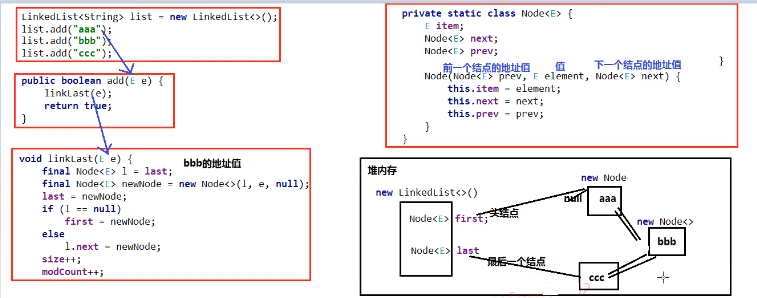 LinkedList<String> list = new LinkedList<>();
list.add("aaa");
list.add("bbb");
list.add("ccc");
public boolean add(E e) {
linkLast(e);
return true;
}
void linkLast(E e) {
bbb的地址值
final Node<E> l = last;
final Node<E> newNode = new Node<>(l, e, null);
last = newNode;
if (l == null)
first = newNode;
else
l.next = newNode;
size++;
modCount++;
private static class Node<E> {
E item;
Node<E> next;
Node<E> prev;
}
前一个结点的地址值 值 下一个结点的地址值
Node(Node<E> prev, E element, Node<E> next) {
this.item = element;
this.next = next;
this.prev = prev;
}
}
堆内存
new LinkedList<>()
Node<E> first;
头结点
Node<E> last
最后一个结点
new Node
null
aaa
new Node<>
bbb
ccc